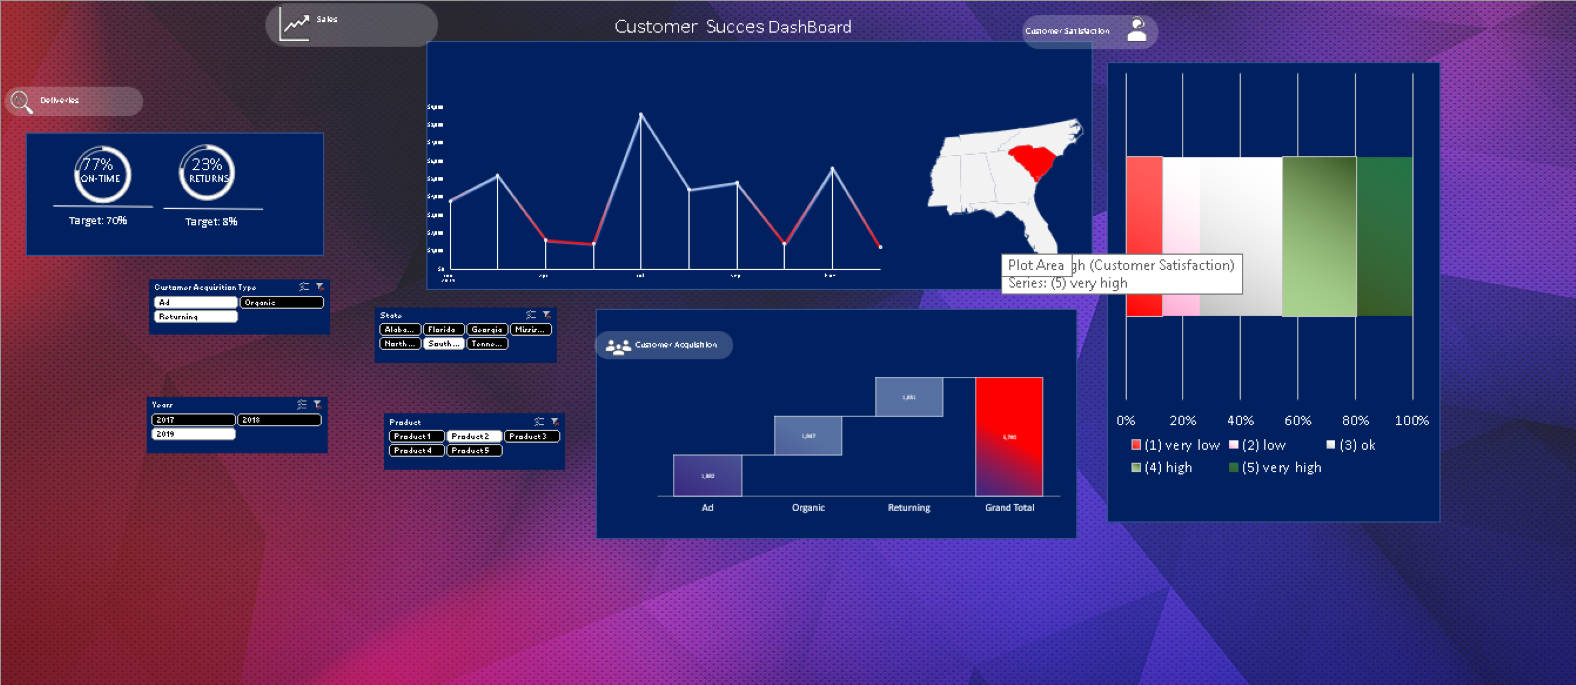 Sales
Customer Succes DashBoard
Customer Satisfaction
Deliveries
77%
ON-TIME
Target: 70%
23%
RETURNS
Target: 8%
$0
Plot Area
gh (Customer Satisfaction)
Series: (5) very high
0% 20% 40% 60% 80% 100%
(1) very low (2) low (3) ok
(4) high (5) very high
Customer Acquisition Type
Ad Organic
Returning
State
Alaba... Florida Georgia Missis...
North... South... Tenne...
Years
2017 2018
2019
Product
Product 1 Product 2 Product 3
Product 4 Product 5
Customer Acquisition
Ad Organic Returning Grand Total